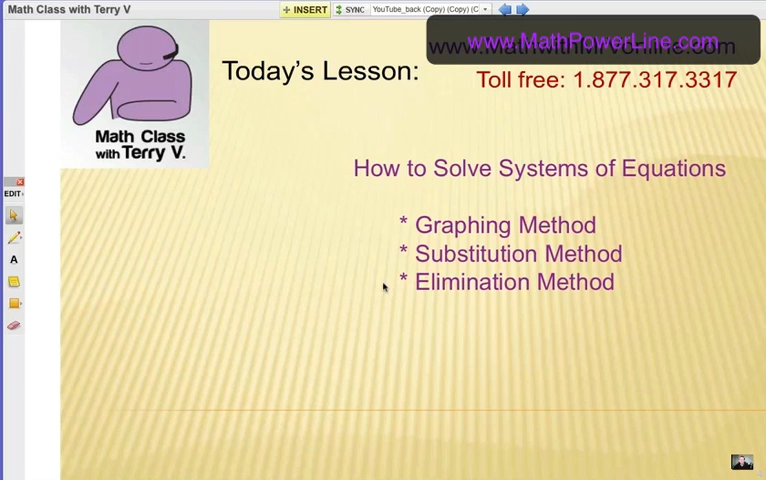 Math Class with Terry V
INSERT
SYNC
YouTube_back (Copy) (Copy) (C
www.MathPowerLine.com
Today's Lesson:
Toll free: 1.877.317.3317
Math Class
with Terry V.
How to Solve Systems of Equations
EDIT
* Graphing Method
* Substitution Method
A
* Elimination Method